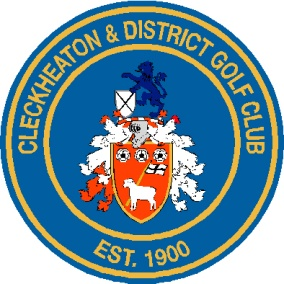 CLECKHEATON & DISTRICT GOLF CLUB
EST. 1900